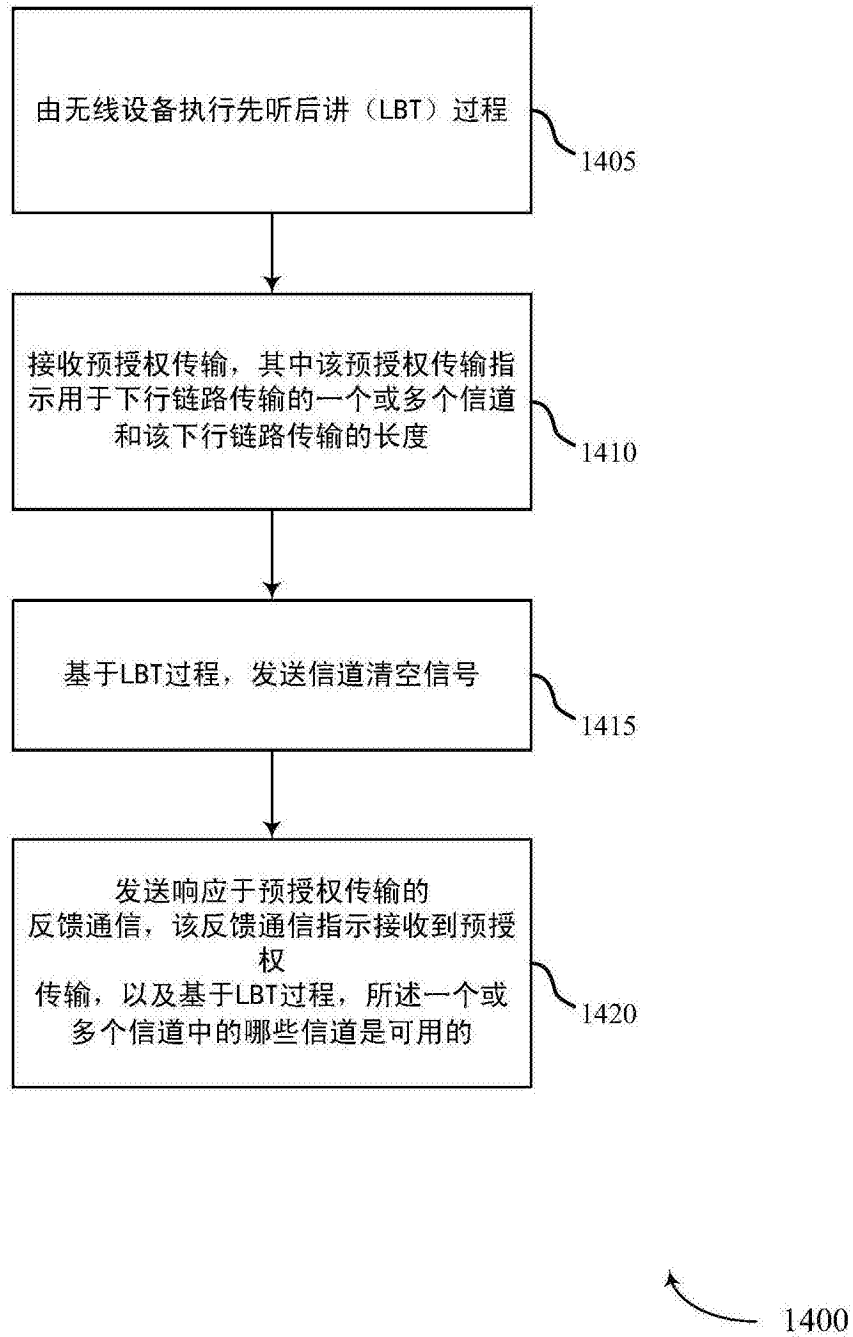 由无线设备执行先听后讲（LBT）过程
1405
接收预授权传输，其中该预授权传输指
示用于下行链路传输的一个或多个信道
和该下行链路传输的长度
1410
基于LBT过程，发送信道清空信号
1415
发送响应于预授权传输的
反馈通信，该反馈通信指示接收到预授
权
传输，以及基于LBT过程，所述一个或
多个信道中的哪些信道是可用的
1420
1400